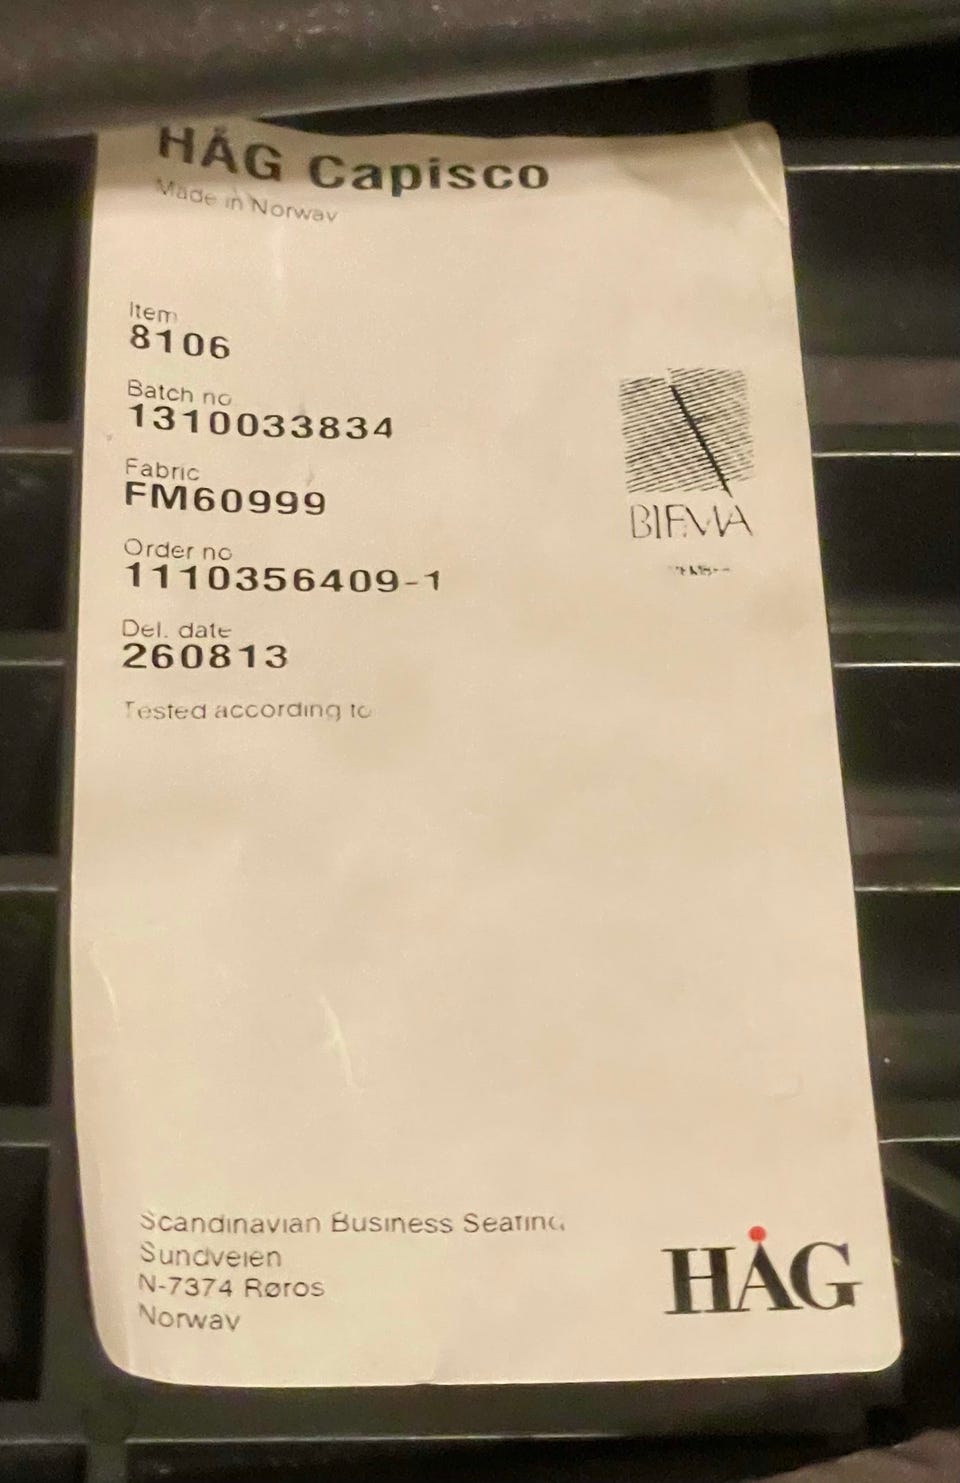 HÅG Capisco
Made in Norway
Item
8106
Batch no
1310033834
Fabric
FM60999
Order no
1110356409-1
Del. date
260813
Tested according to
BIFMA
Scandinavian Business Seating
Sundveien
N-7374 Røros
Norway
HÅG